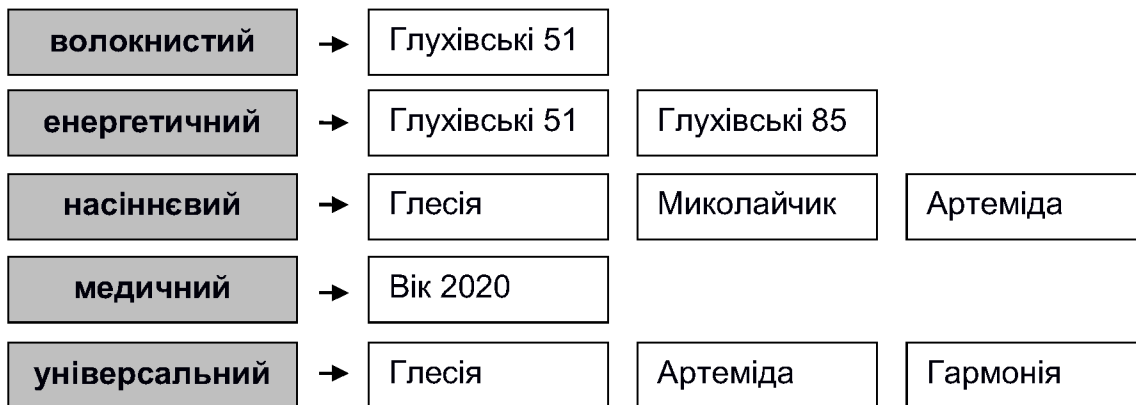 волокнистий → Глухівські 51
енергетичний → Глухівські 51 Глухівські 85
насіннєвий → Глесія Миколайчик Артеміда
медичний → Вік 2020
універсальний → Глесія Артеміда Гармонія